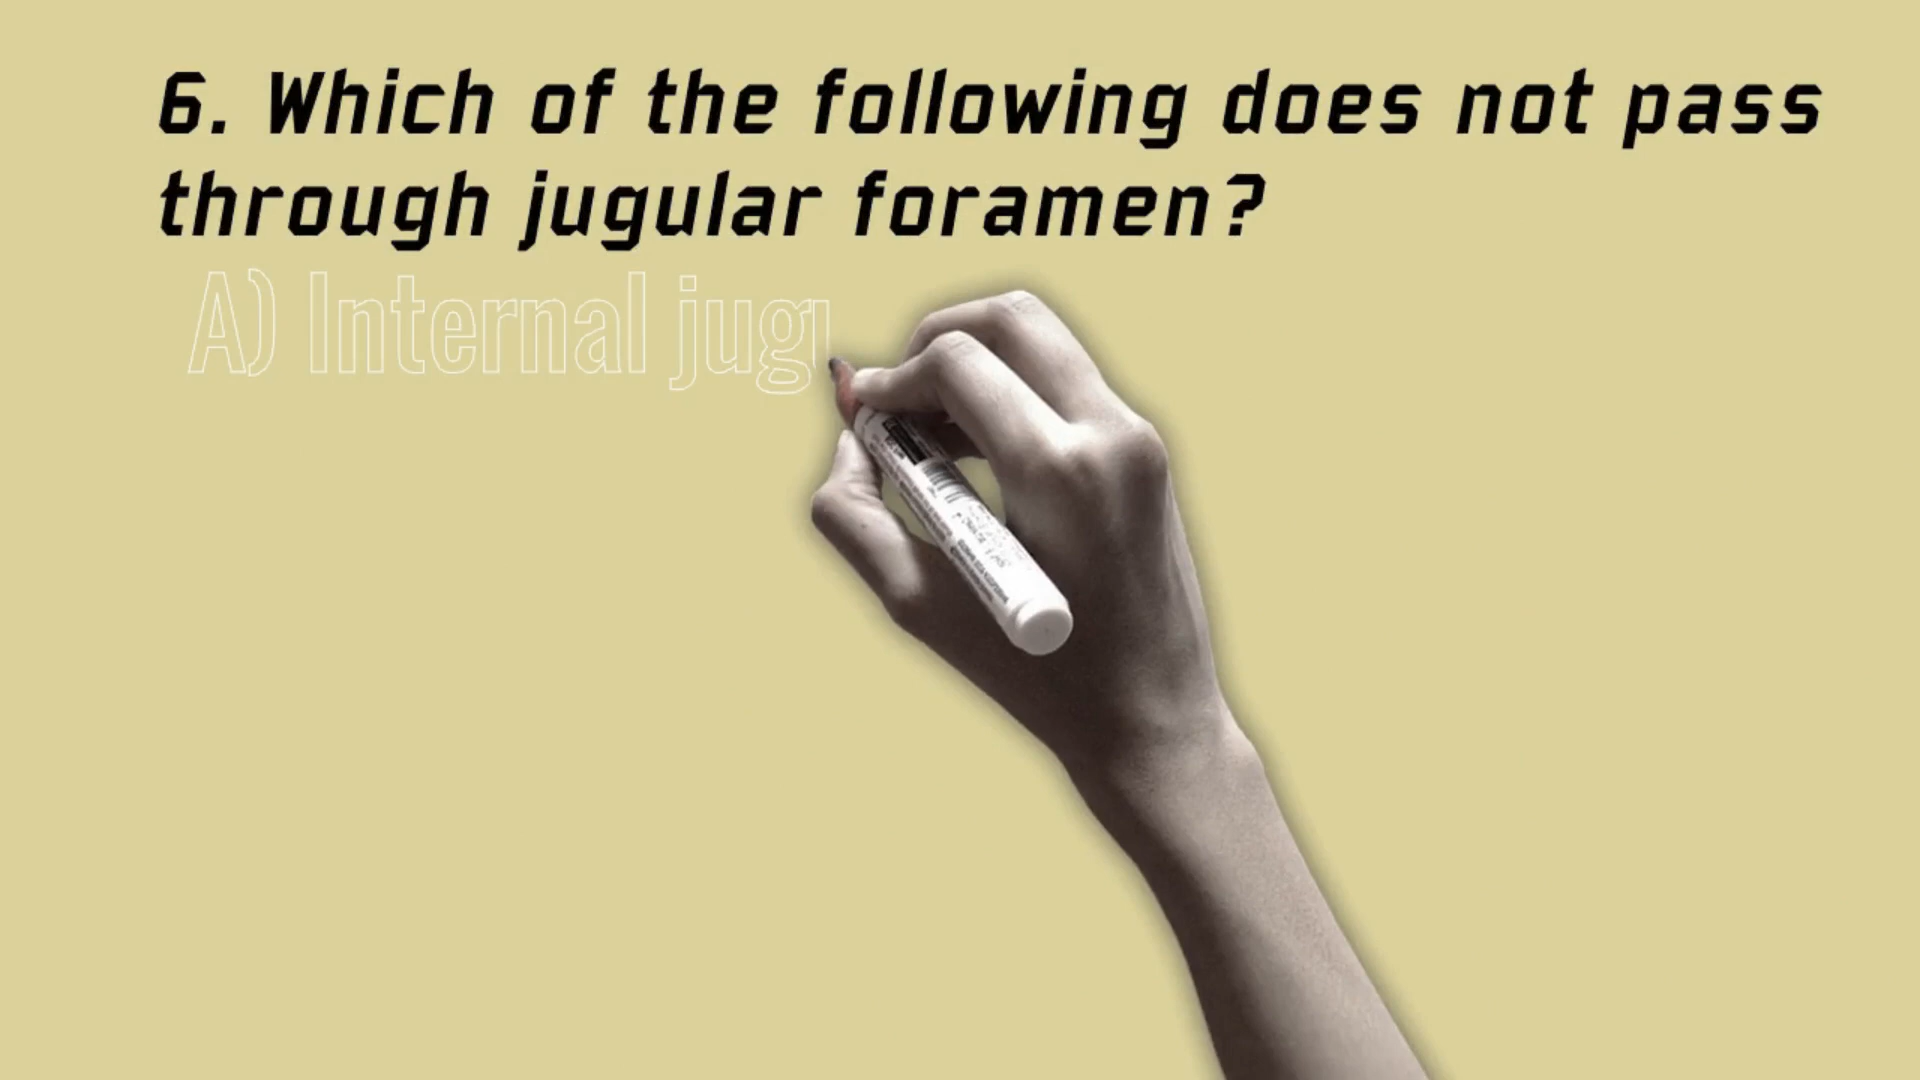 6. Which of the following does not pass
through jugular foramen?
A) Internal jug